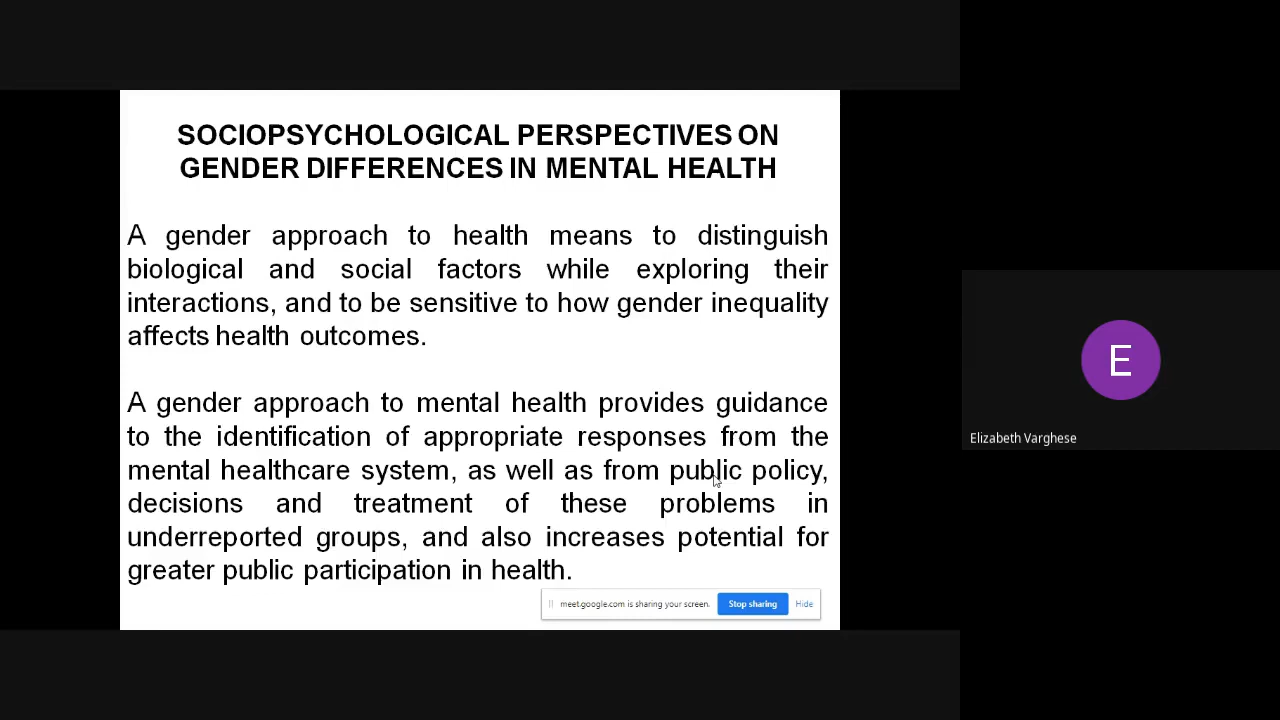 SOCIOPSYCHOLOGICAL PERSPECTIVES ON
GENDER DIFFERENCES IN MENTAL HEALTH
A gender approach to health means to distinguish
biological and social factors while exploring their
interactions, and to be sensitive to how gender inequality
affects health outcomes.
A gender approach to mental health provides guidance
to the identification of appropriate responses from the
mental healthcare system, as well as from public policy,
decisions and treatment of these problems in
underreported groups, and also increases potential for
greater public participation in health.
meet.google.com is sharing your screen. Stop sharing Hide
E
Elizabeth Varghese